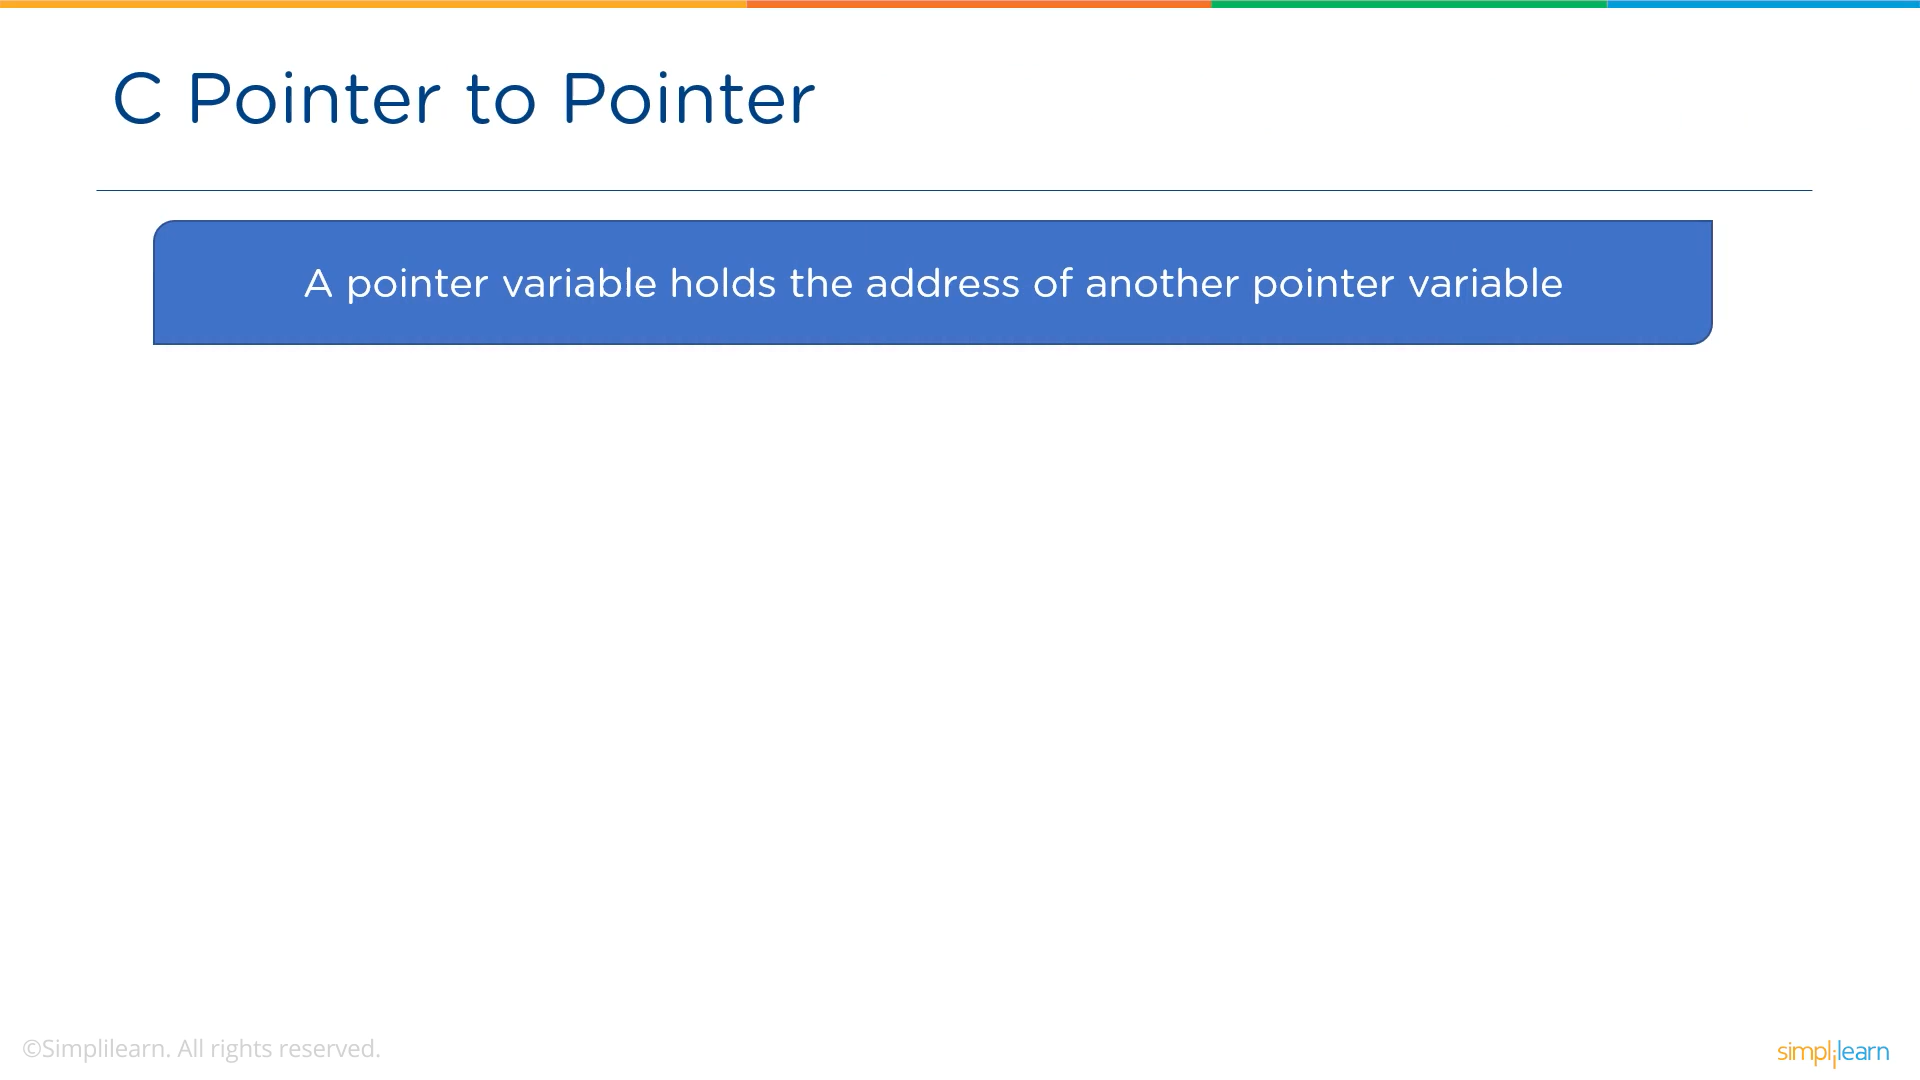 C Pointer to Pointer
A pointer variable holds the address of another pointer variable
©Simplilearn. All rights reserved.
simplilearn